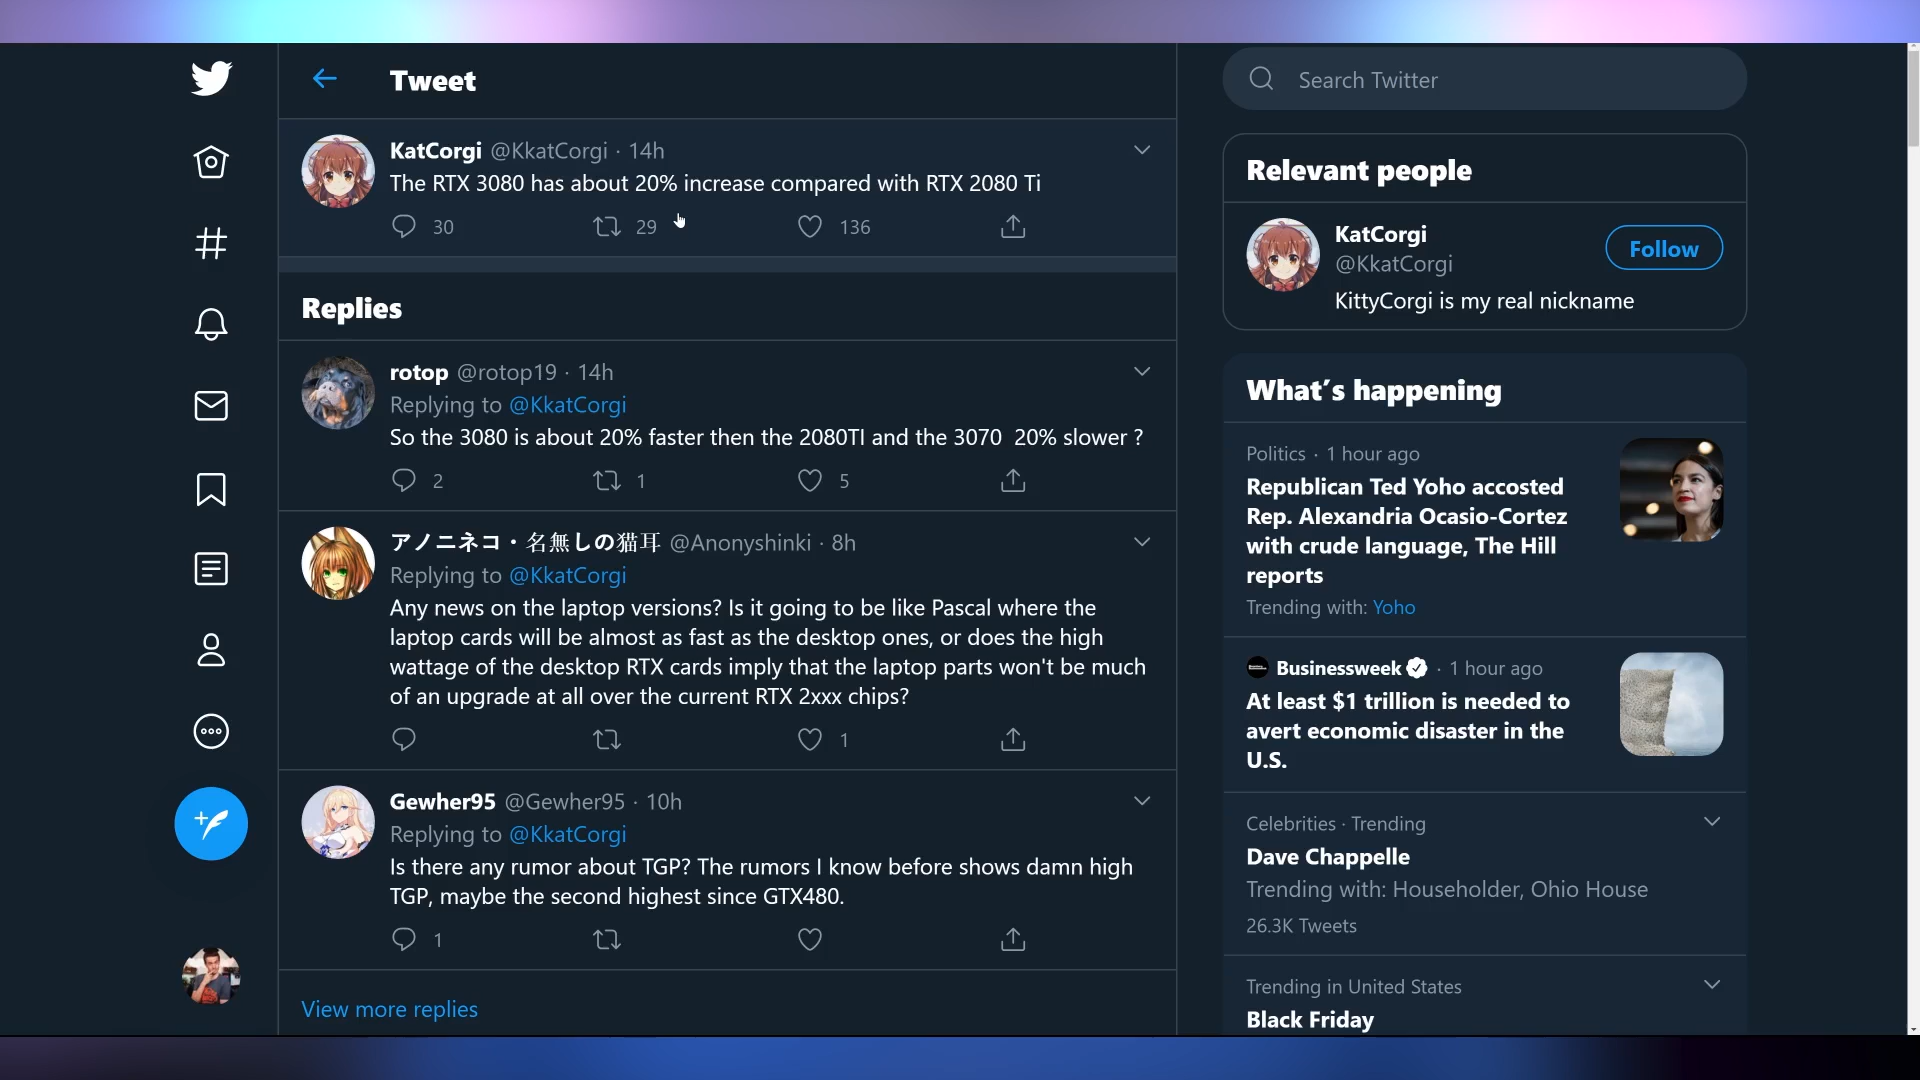 Tweet
KatCorgi @KkatCorgi · 14h
The RTX 3080 has about 20% increase compared with RTX 2080 Ti
30 29 136
Replies
rotop @rotop19 · 14h
Replying to @KkatCorgi
So the 3080 is about 20% faster then the 2080TI and the 3070 20% slower ?
2 1 5
アノニネコ・名無しの猫耳 @Anonyshinki · 8h
Replying to @KkatCorgi
Any news on the laptop versions? Is it going to be like Pascal where the
laptop cards will be almost as fast as the desktop ones, or does the high
wattage of the desktop RTX cards imply that the laptop parts won't be much
of an upgrade at all over the current RTX 2xxx chips?
1
Gewher95 @Gewher95 · 10h
Replying to @KkatCorgi
Is there any rumor about TGP? The rumors I know before shows damn high
TGP, maybe the second highest since GTX480.
1
View more replies
Search Twitter
Relevant people
KatCorgi
@KkatCorgi
Follow
KittyCorgi is my real nickname
What's happening
Politics · 1 hour ago
Republican Ted Yoho accosted
Rep. Alexandria Ocasio-Cortez
with crude language, The Hill
reports
Trending with: Yoho
Businessweek · 1 hour ago
At least $1 trillion is needed to
avert economic disaster in the
U.S.
Celebrities · Trending
Dave Chappelle
Trending with: Householder, Ohio House
26.3K Tweets
Trending in United States
Black Friday